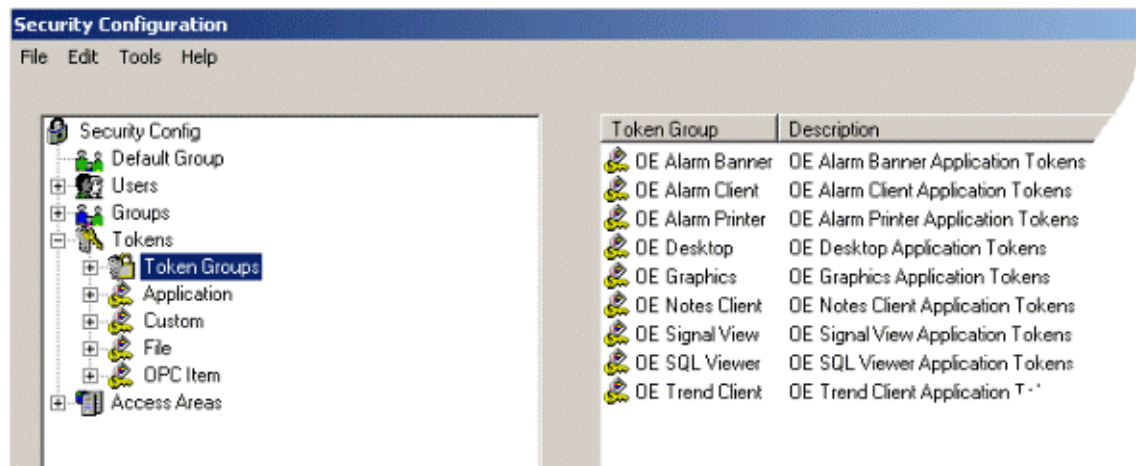 Security Configuration
File Edit Tools Help
Security Config
Default Group
Users
Groups
Tokens
Token Groups
Application
Custom
File
OPC Item
Access Areas
Token Group Description
OE Alarm Banner OE Alarm Banner Application Tokens
OE Alarm Client OE Alarm Client Application Tokens
OE Alarm Printer OE Alarm Printer Application Tokens
OE Desktop OE Desktop Application Tokens
OE Graphics OE Graphics Application Tokens
OE Notes Client OE Notes Client Application Tokens
OE Signal View OE Signal View Application Tokens
OE SQL Viewer OE SQL Viewer Application Tokens
OE Trend Client OE Trend Client Application